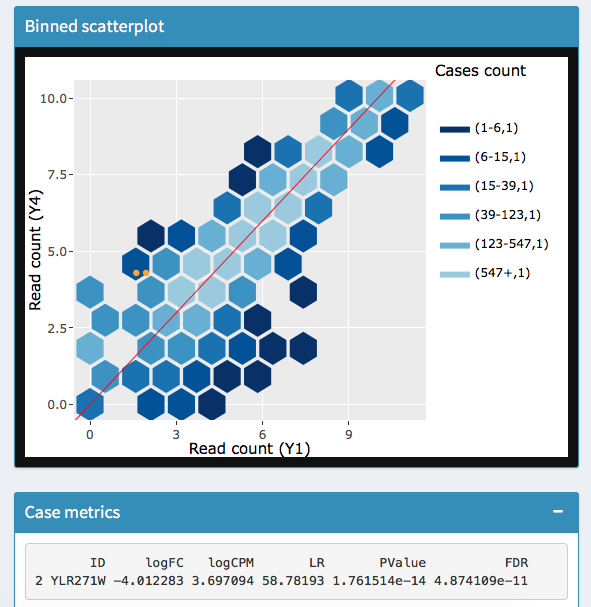 Binned scatterplot
Cases count
10.0
7.5
5.0
2.5
0.0
Read count (Y4)
0 3 6 9
Read count (Y1)
(1-6,1)
(6-15,1)
(15-39,1)
(39-123,1)
(123-547,1)
(547+,1)
Case metrics
ID logFC logCPM LR PValue FDR
2 YLR271W -4.012283 3.697094 58.78193 1.761514e-14 4.874109e-11